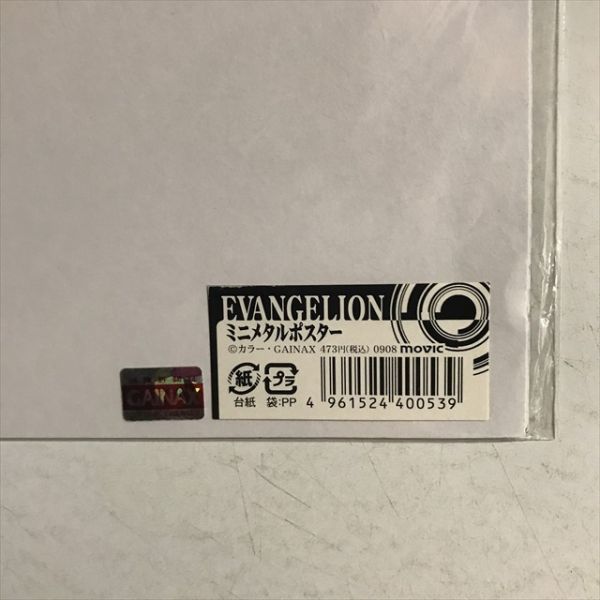 EVANGELION
ミニメタルポスター
©カラー・GAINAX 473円(税込) 0908 movic
紙 プラ
台紙 袋:PP
4 961524 400539
GAINAX